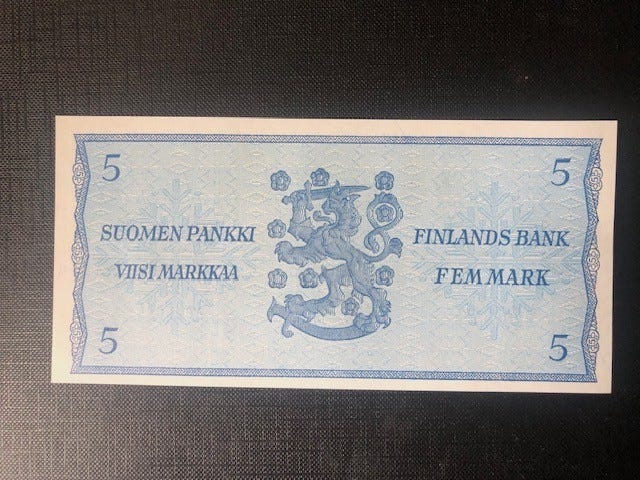 5
5
SUOMEN PANKKI
VIISI MARKKAA
FINLANDS BANK
FEM MARK
5
5